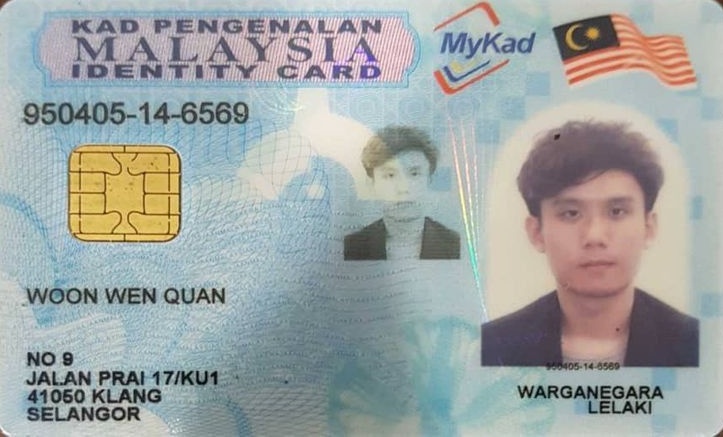 KAD PENGENALAN
MALAYSIA
IDENTITY CARD
MyKad
950405-14-6569
WOON WEN QUAN
NO 9
JALAN PRAI 17/KU1
41050 KLANG
SELANGOR
950405-14-6569
WARGANEGARA
LELAKI